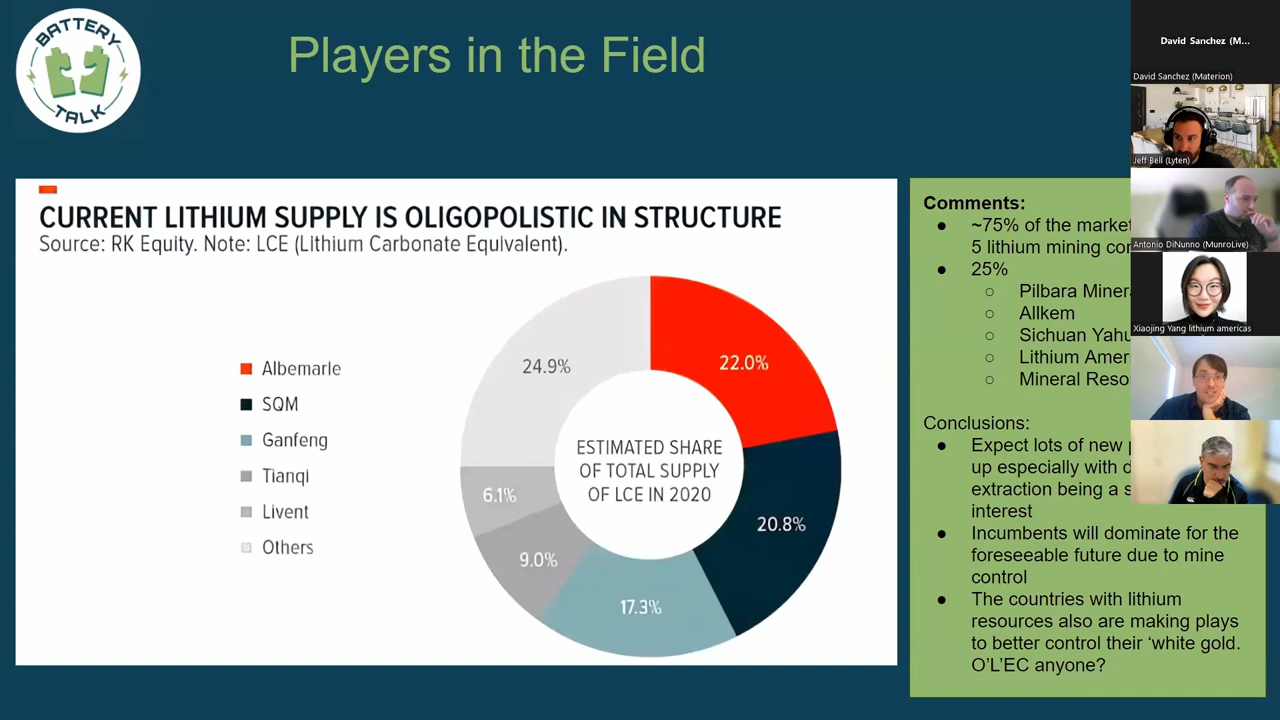 BATTERY
TALK
Players in the Field
CURRENT LITHIUM SUPPLY IS OLIGOPOLISTIC IN STRUCTURE
Source: RK Equity. Note: LCE (Lithium Carbonate Equivalent).
Albemarle
SQM
Ganfeng
Tianqi
Livent
Others
24.9%
22.0%
6.1%
20.8%
9.0%
17.3%
ESTIMATED SHARE
OF TOTAL SUPPLY
OF LCE IN 2020
Comments:
● ~75% of the market
5 lithium mining
● 25%
○ Pilbara
○ Allkem
○ Sichuan
○ Lithium
○ Mineral
Conclusions:
● Expect lots of new
up especially with
extraction being a
interest
● Incumbents will dominate for the
foreseeable future due to mine
control
● The countries with lithium
resources also are making plays
to better control their ‘white gold.
O’L’EC anyone?
David Sanchez (M...
David Sanchez (Materion)
Jeff Bell (Lyten)
Antonio DiNunno (MunroLive)
Xiaojing Yang lithium americas